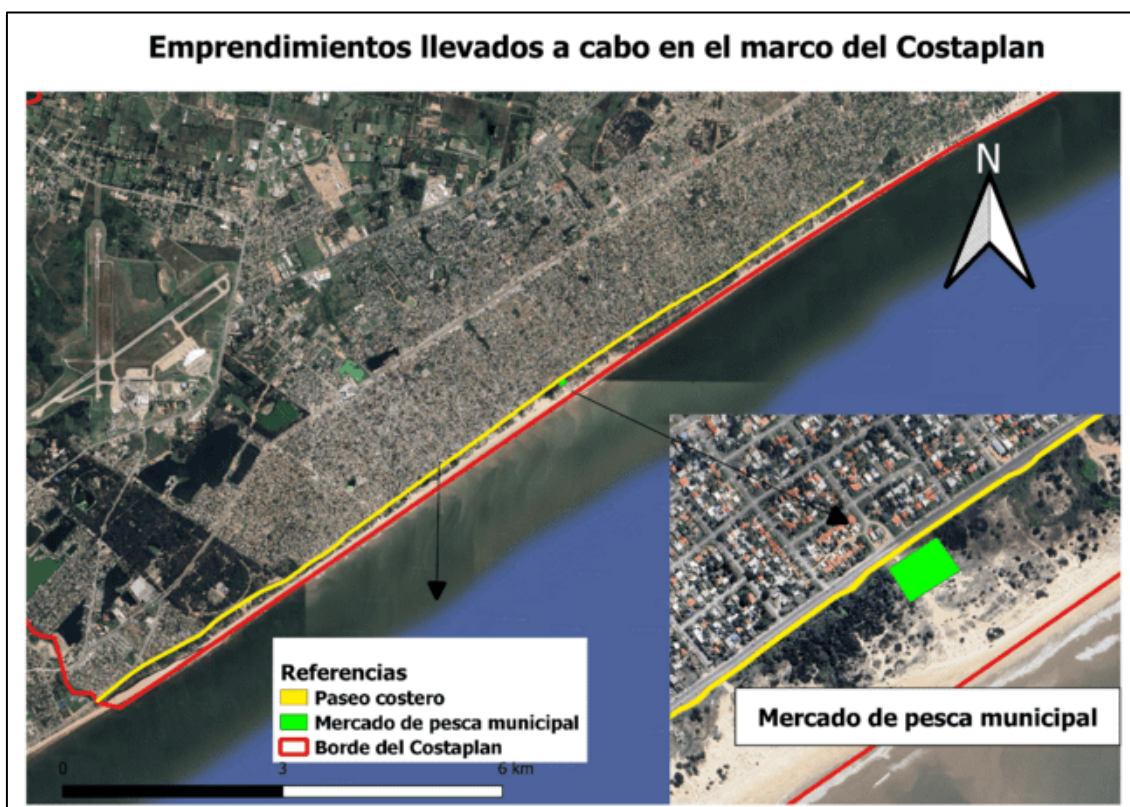 Emprendimientos llevados a cabo en el marco del Costaplan
N
Referencias
Paseo costero
Mercado de pesca municipal
Borde del Costaplan
0 3 6 km
Mercado de pesca municipal